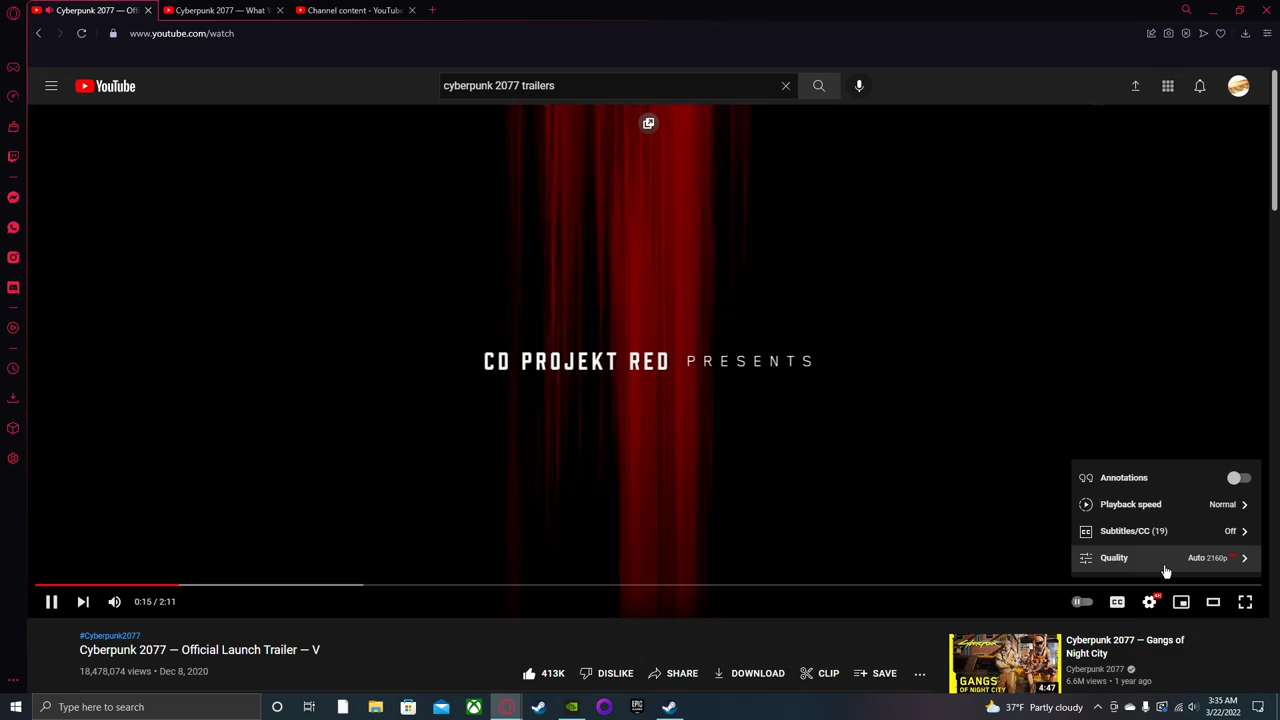 Cyberpunk 2077 — Offi
Cyberpunk 2077 — What Y
Channel content - YouTube
www.youtube.com/watch
YouTube
cyberpunk 2077 trailers
CD PROJEKT RED PRESENTS
Annotations
Playback speed Normal
Subtitles/CC (19) Off
Quality Auto 2160p 4K
0:15 / 2:11
CC
#Cyberpunk2077
Cyberpunk 2077 — Official Launch Trailer — V
18,478,074 views • Dec 8, 2020
413K DISLIKE SHARE DOWNLOAD CLIP SAVE
GANGS
OF NIGHT CITY
4:47
Cyberpunk 2077 — Gangs of
Night City
Cyberpunk 2077
6.6M views • 1 year ago
Type here to search
EPIC
37°F Partly cloudy
3:35 AM
3/22/2022